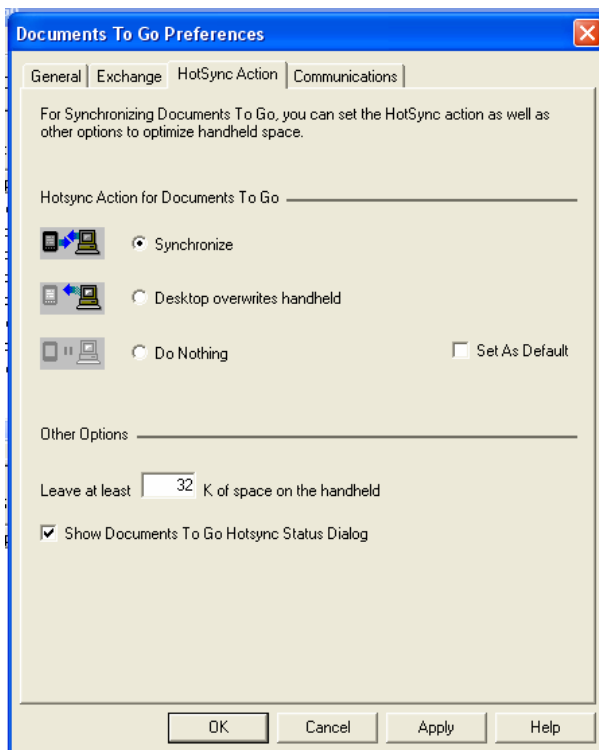 Documents To Go Preferences
General Exchange HotSync Action Communications
For Synchronizing Documents To Go, you can set the HotSync action as well as
other options to optimize handheld space.
Hotsync Action for Documents To Go
Synchronize
Desktop overwrites handheld
Do Nothing Set As Default
Other Options
Leave at least 32 K of space on the handheld
Show Documents To Go Hotsync Status Dialog
OK Cancel Apply Help